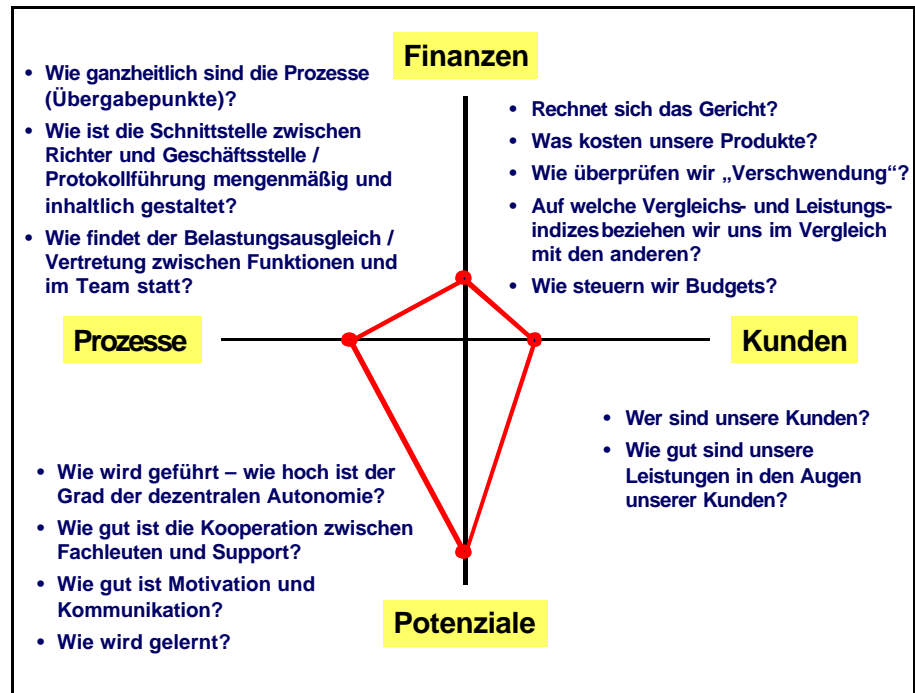 Finanzen
• Wie ganzheitlich sind die Prozesse
(Übergabepunkte)?
• Wie ist die Schnittstelle zwischen
Richter und Geschäftsstelle /
Protokollführung mengenmäßig und
inhaltlich gestaltet?
• Wie findet der Belastungsausgleich /
Vertretung zwischen Funktionen und
im Team statt?
• Rechnet sich das Gericht?
• Was kosten unsere Produkte?
• Wie überprüfen wir „Verschwendung“?
• Auf welche Vergleichs- und Leistungs-
indizes beziehen wir uns im Vergleich
mit den anderen?
• Wie steuern wir Budgets?
Prozesse
Kunden
• Wer sind unsere Kunden?
• Wie gut sind unsere
Leistungen in den Augen
unserer Kunden?
• Wie wird geführt – wie hoch ist der
Grad der dezentralen Autonomie?
• Wie gut ist die Kooperation zwischen
Fachleuten und Support?
• Wie gut ist Motivation und
Kommunikation?
• Wie wird gelernt?
Potenziale